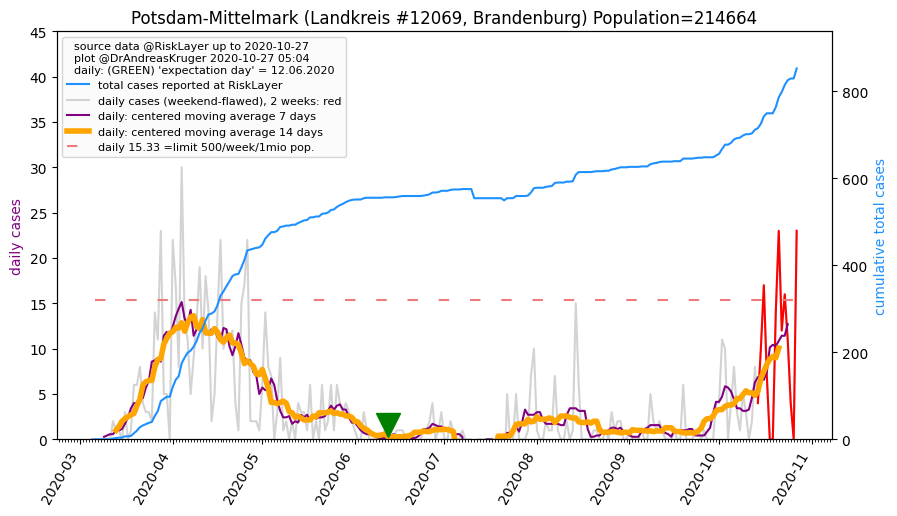 Potsdam-Mittelmark (Landkreis #12069, Brandenburg) Population=214664
source data @RiskLayer up to 2020-10-27
plot @DrAndreasKruger 2020-10-27 05:04
daily: (GREEN) 'expectation day' = 12.06.2020
total cases reported at RiskLayer
daily cases (weekend-flawed), 2 weeks: red
daily: centered moving average 7 days
daily: centered moving average 14 days
daily 15.33 =limit 500/week/1mio pop.
daily cases
45
40
35
30
25
20
15
10
5
0
800
600
400
200
0
cumulative total cases
2020-03
2020-04
2020-05
2020-06
2020-07
2020-08
2020-09
2020-10
2020-11